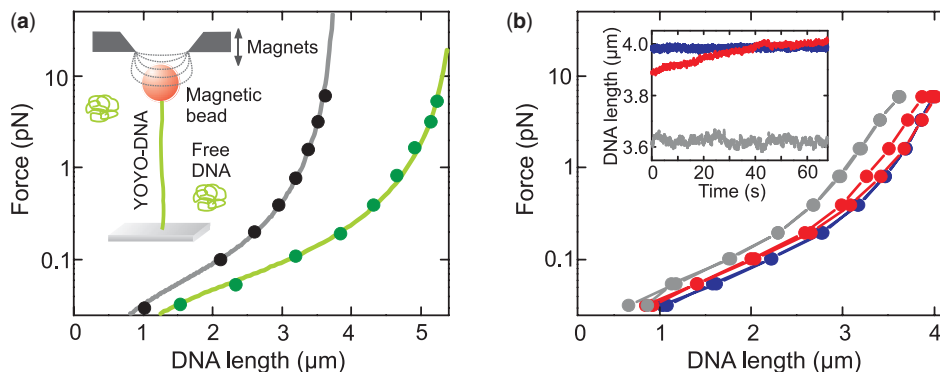 (a)
Magnets
Magnetic
bead
YOYO-DNA
Free
DNA
Force (pN)
10
1
0.1
0 1 2 3 4 5
DNA length (μm)
(b)
DNA length (μm)
4.0
3.8
3.6
0 20 40 60
Time (s)
Force (pN)
10
1
0.1
0 1 2 3 4
DNA length (μm)